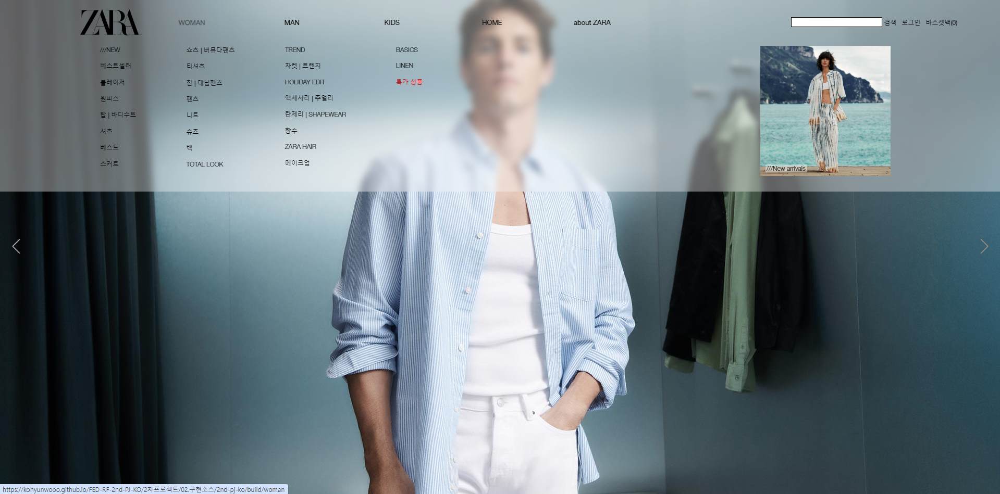 ZARA
WOMAN
MAN
KIDS
HOME
about ZARA
검색
로그인
바스켓백(0)
///NEW
베스트셀러
블레이저
원피스
탑 | 바디수트
셔츠
베스트
스커트
쇼츠 | 버뮤다팬츠
티셔츠
진 | 데님팬츠
팬츠
니트
슈즈
백
TOTAL LOOK
TREND
자켓 | 트렌치
HOLIDAY EDIT
액세서리 | 주얼리
란제리 | SHAPEWEAR
향수
ZARA HAIR
메이크업
BASICS
LINEN
특가 상품
///New arrivals
https://kohyunwooo.github.io/FED-RF-2nd-PJ-KO/2차프로젝트/02.구현소스/2nd-pj-ko/build/woman